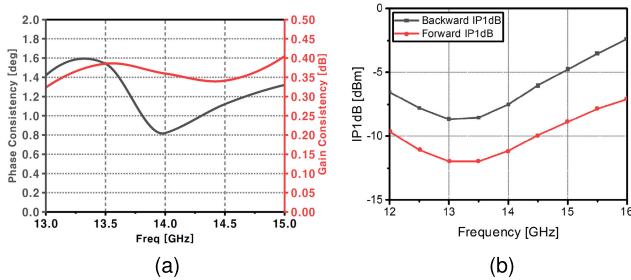 Phase Consistency [deg]
2.0
1.8
1.6
1.4
1.2
1.0
0.8
0.6
0.4
0.2
0.0
13.0 13.5 14.0 14.5 15.0
Freq [GHz]
0.50
0.45
0.40
0.35
0.30
0.25
0.20
0.15
0.10
0.05
0.00
Gain Consistency [dB]
(a)
IP1dB [dBm]
0
-5
-10
-15
Backward IP1dB
Forward IP1dB
12 13 14 15 16
Frequency [GHz]
(b)